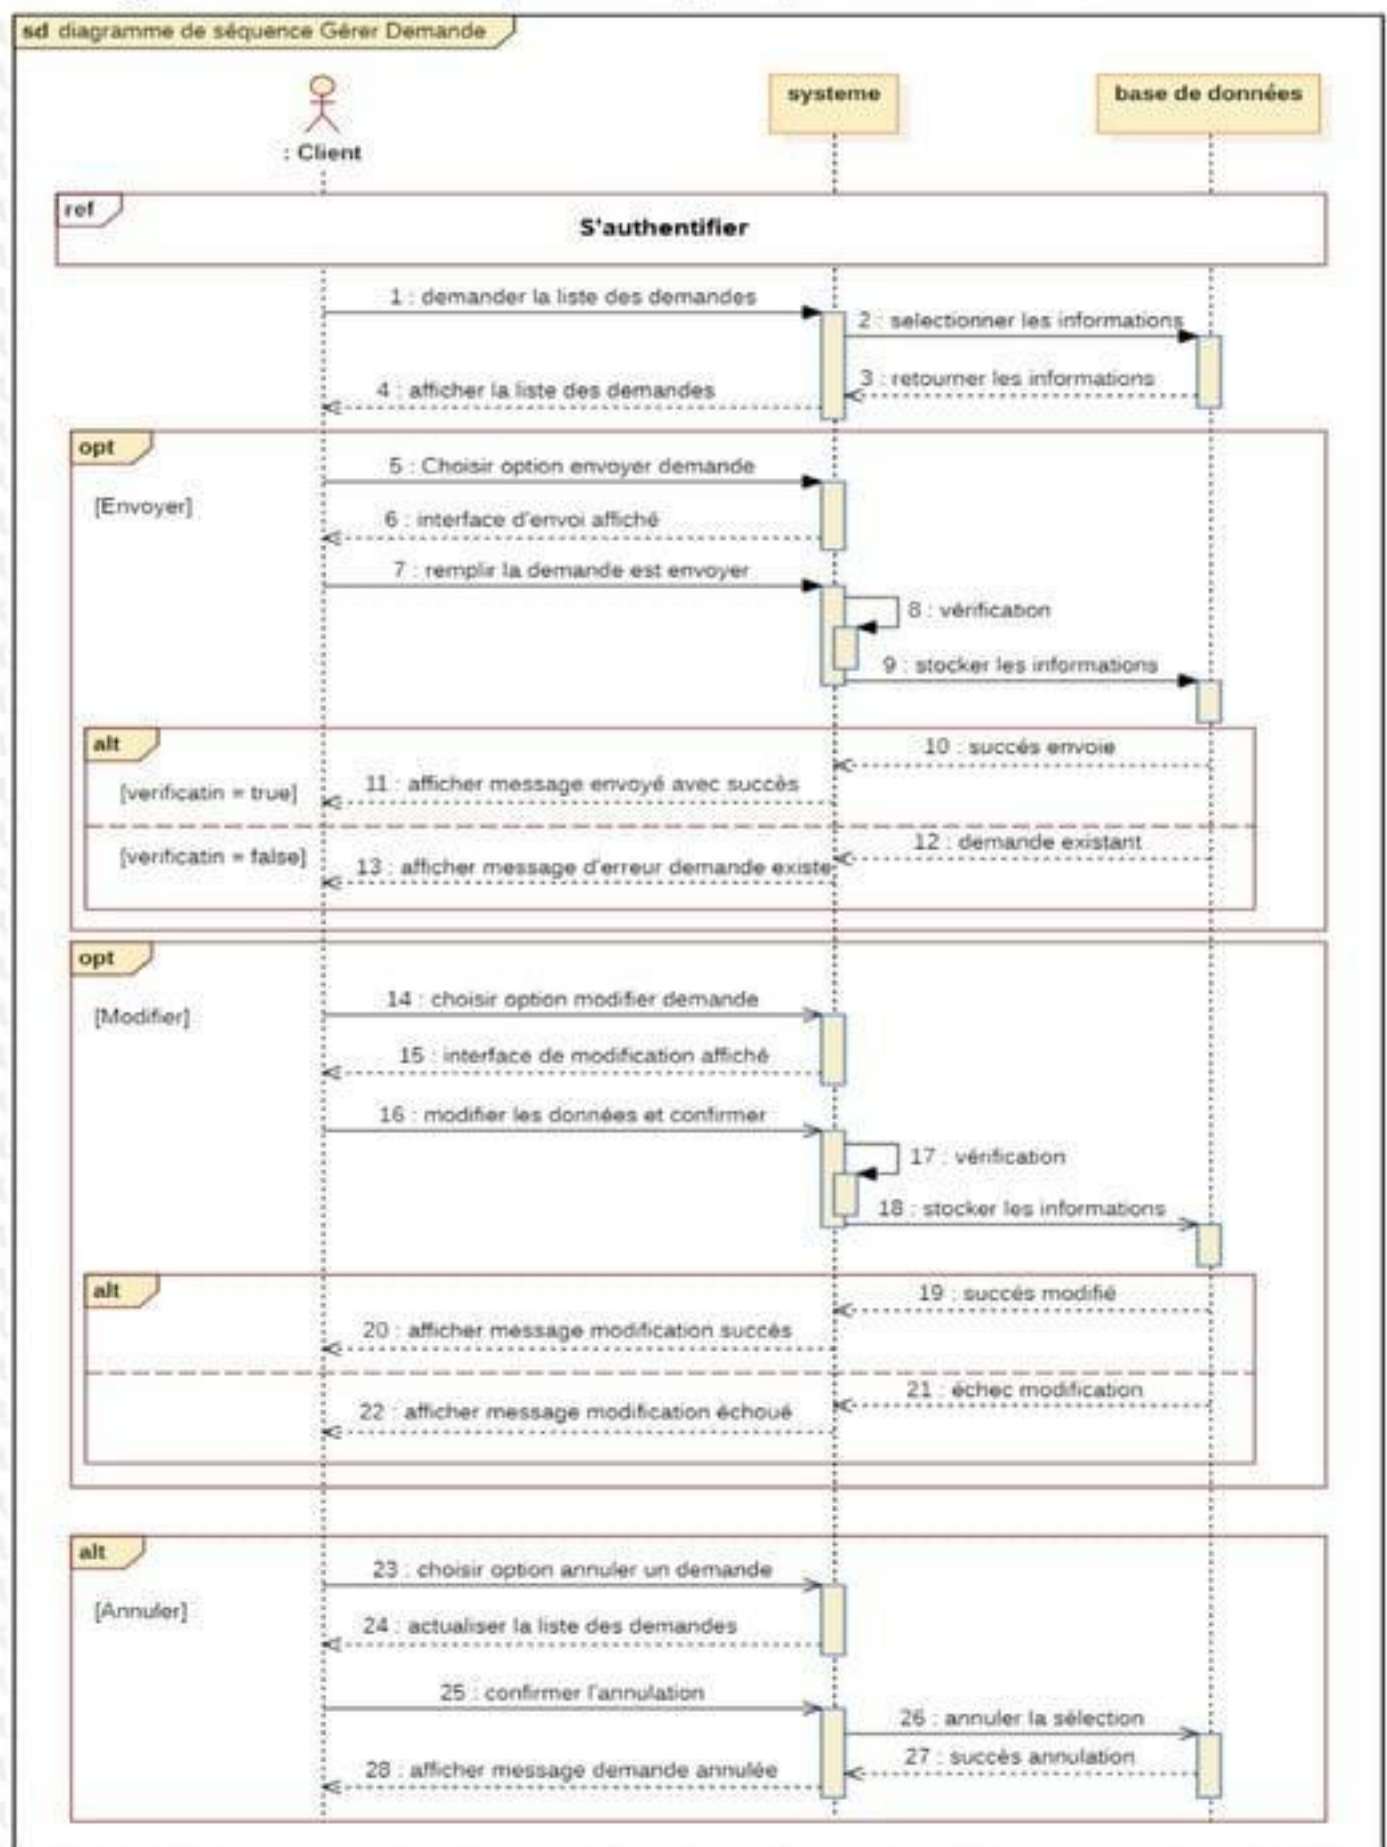 sd diagramme de séquence Gérer Demande
: Client
systeme
base de données
ref
S'authentifier
1 : demander la liste des demandes
2 : selectionner les informations
3 : retourner les informations
4 : afficher la liste des demandes
opt
[Envoyer]
5 : Choisir option envoyer demande
6 : interface d'envoi affiché
7 : remplir la demande est envoyer
8 : vérification
9 : stocker les informations
alt
10 : succés envoie
[verificatin = true]
11 : afficher message envoyé avec succès
12 : demande existant
[verificatin = false]
13 : afficher message d'erreur demande existe
opt
[Modifier]
14 : choisir option modifier demande
15 : interface de modification affiché
16 : modifier les données et confirmer
17 : vérification
18 : stocker les informations
alt
19 : succés modifié
20 : afficher message modification succès
21 : échec modification
22 : afficher message modification échoué
alt
[Annuler]
23 : choisir option annuler un demande
24 : actualiser la liste des demandes
25 : confirmer l'annulation
26 : annuler la sélection
27 : succès annulation
28 : afficher message demande annulée